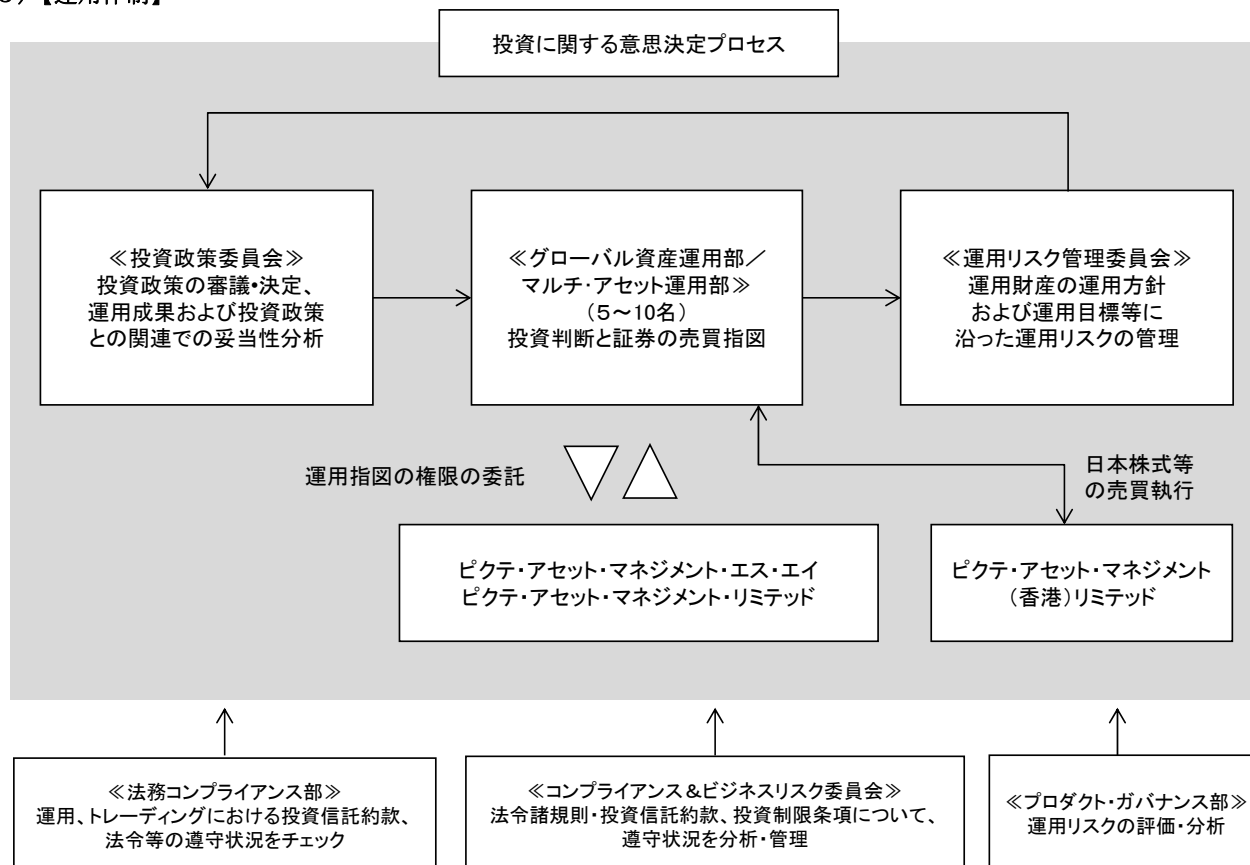 【運用体制】
投資に関する意思決定プロセス
≪投資政策委員会≫
投資政策の審議・決定、
運用成果および投資政策
との関連での妥当性分析
≪グローバル資産運用部／
マルチ・アセット運用部≫
（５～10名）
投資判断と証券の売買指図
≪運用リスク管理委員会≫
運用財産の運用方針
および運用目標等に
沿った運用リスクの管理
運用指図の権限の委託
日本株式等
の売買執行
ピクテ・アセット・マネジメント・エス・エイ
ピクテ・アセット・マネジメント・リミテッド
ピクテ・アセット・マネジメント
（香港）リミテッド
≪法務コンプライアンス部≫
運用、トレーディングにおける投資信託約款、
法令等の遵守状況をチェック
≪コンプライアンス＆ビジネスリスク委員会≫
法令諸規則・投資信託約款、投資制限条項について、
遵守状況を分析・管理
≪プロダクト・ガバナンス部≫
運用リスクの評価・分析